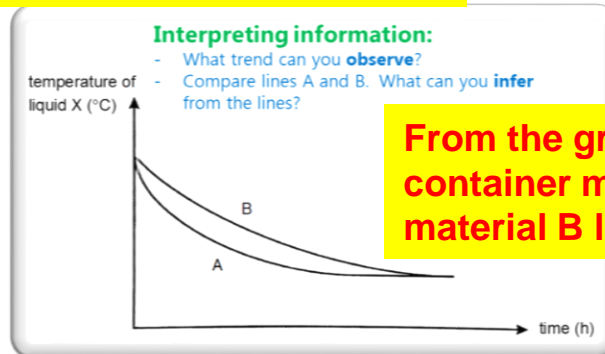 Interpreting information:
- What trend can you observe?
- Compare lines A and B. What can you infer
from the lines?
temperature of
liquid X (°C)
From the
container
material B
B
A
time (h)